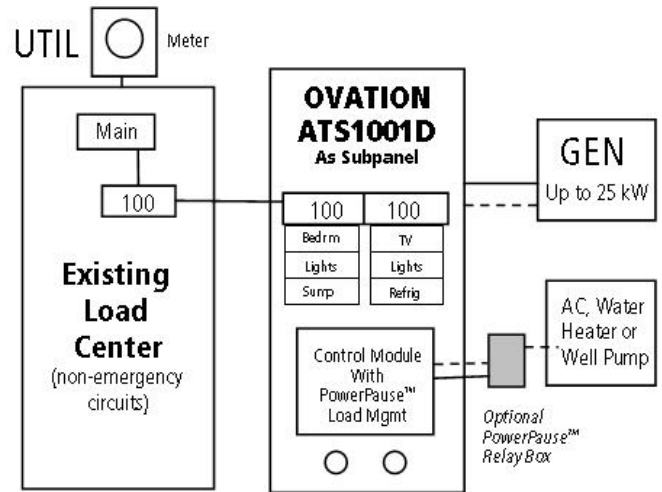 UTIL
Meter
Main
100
Existing
Load
Center
(non-emergency
circuits)
OVATION
ATS1001D
As Subpanel
100 100
Bedrm TV
Lights Lights
Sump Refrig
Control Module
With
PowerPause™
Load Mgmt
GEN
Up to 25 kW
AC, Water
Heater or
Well Pump
Optional
PowerPause™
Relay Box